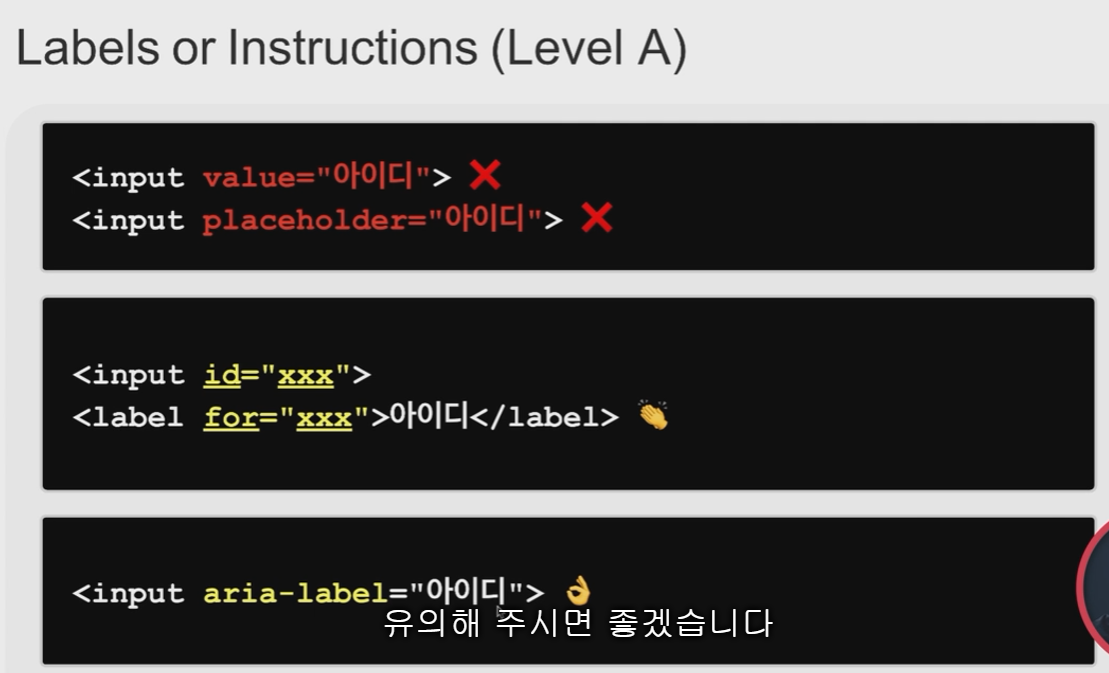 Labels or Instructions (Level A)
<input value="아이디"> ❌
<input placeholder="아이디"> ❌
<input id="xxx">
<label for="xxx">아이디</label> 👏
<input aria-label="아이디"> 👌
유의해 주시면 좋겠습니다